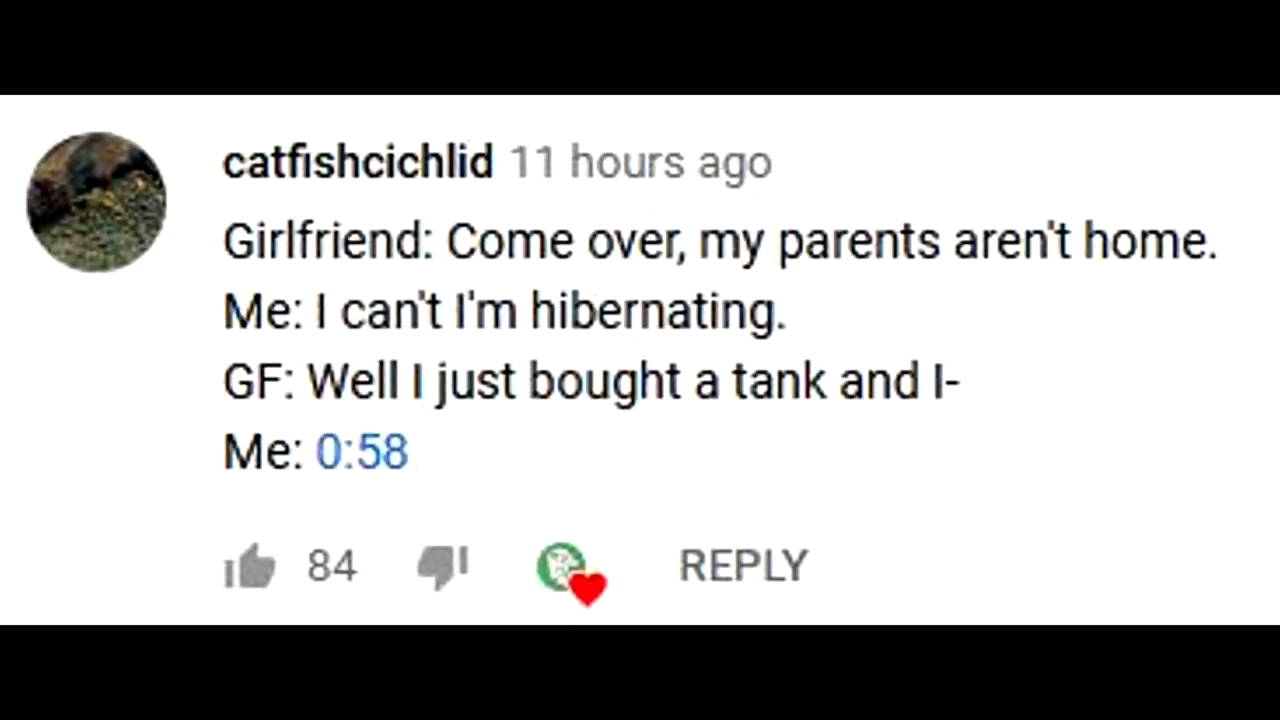 catfishcichlid 11 hours ago
Girlfriend: Come over, my parents aren't home.
Me: I can't I'm hibernating.
GF: Well I just bought a tank and I-
Me: 0:58
84 REPLY